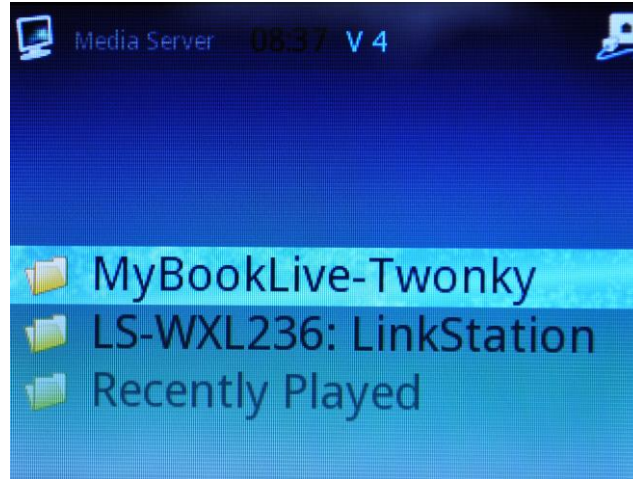 Media Server 08:37 V 4
MyBookLive-Twonky
LS-WXL236: LinkStation
Recently Played